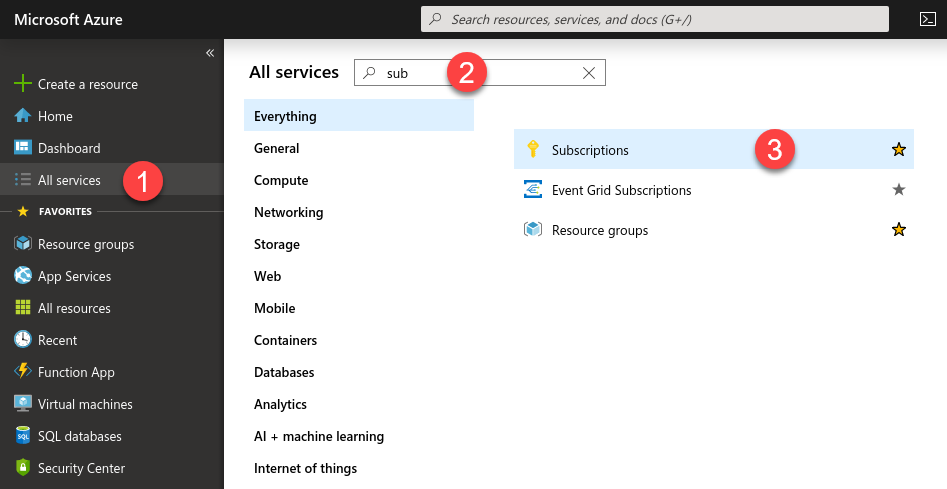 Microsoft Azure
Search resources, services, and docs (G+/)
«
Create a resource
Home
Dashboard
All services
1
FAVORITES
Resource groups
App Services
All resources
Recent
Function App
Virtual machines
SQL
SQL databases
Security Center
All services
sub
2
Everything
General
Compute
Networking
Storage
Web
Mobile
Containers
Databases
Analytics
AI + machine learning
Internet of things
Subscriptions
3
Event Grid Subscriptions
Resource groups